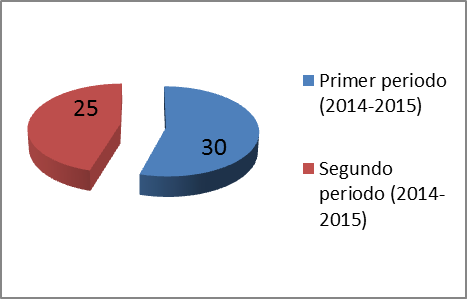 25
30
Primer periodo
(2014-2015)
Segundo
periodo (2014-
2015)